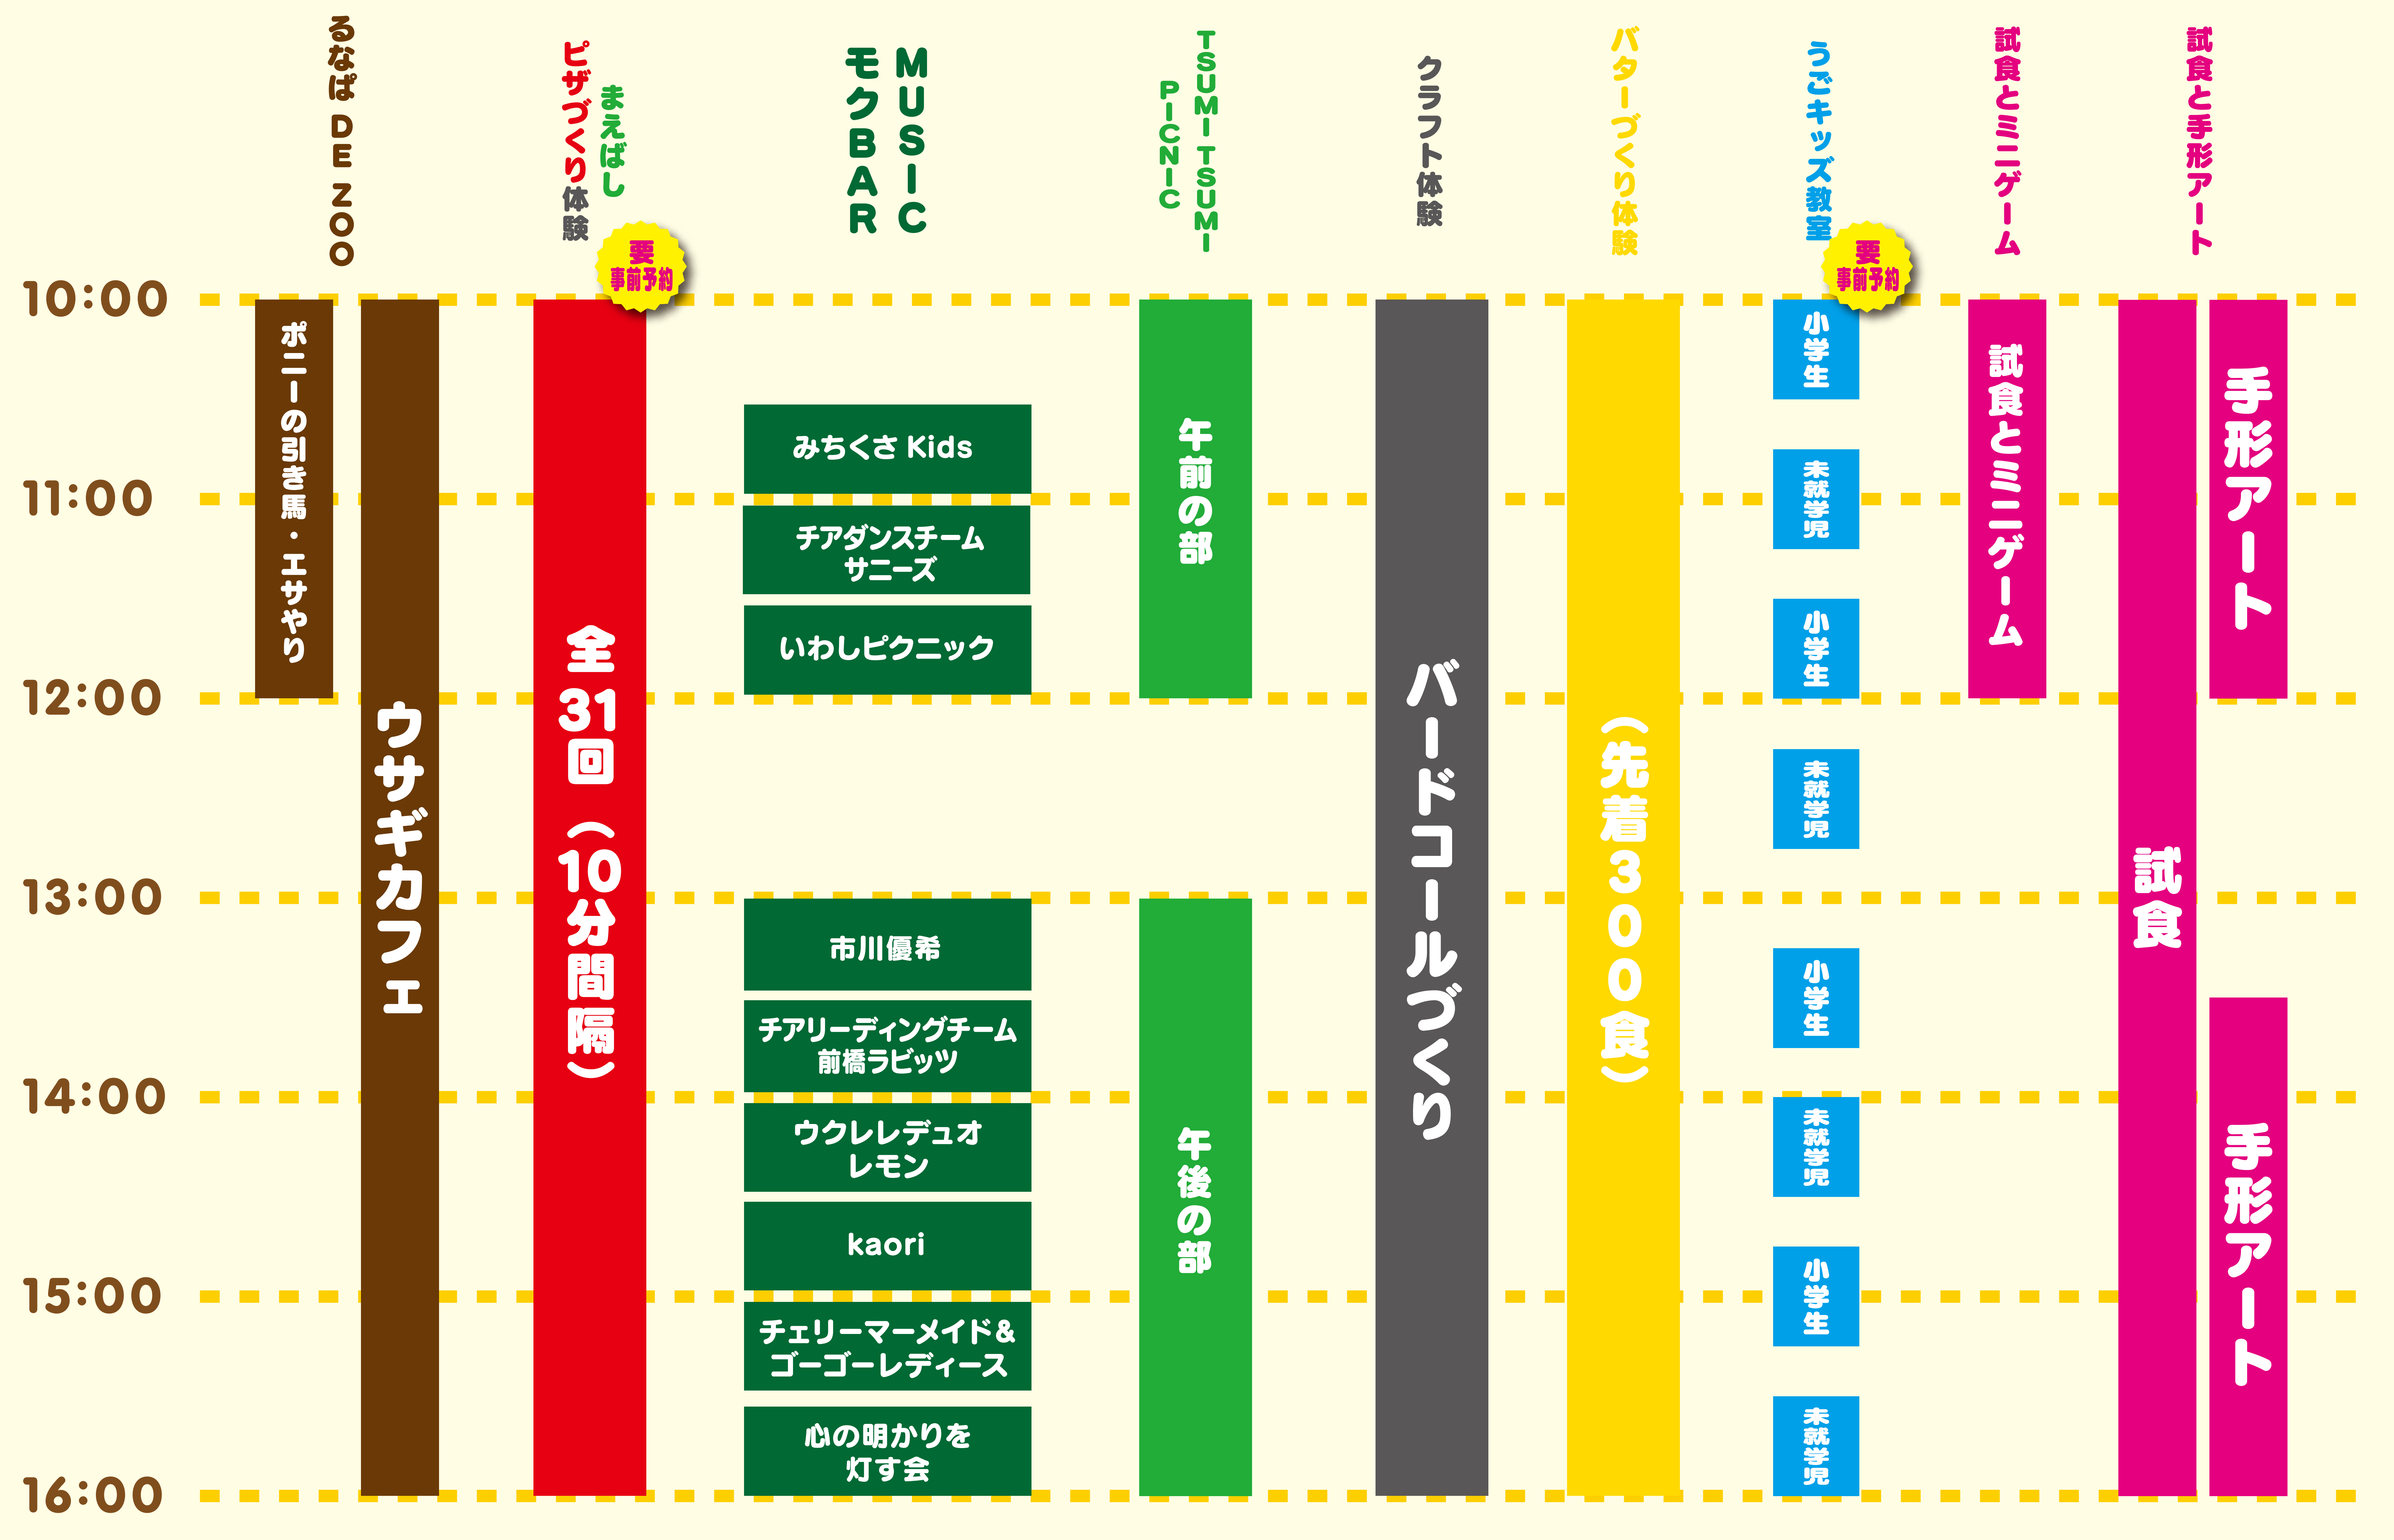 るなぱ DE ZOO
まえばし
ピザづくり体験
要
事前予約
MUSIC
モクBAR
TSUMI TSUMI
PICNIC
クラフト体験
バターづくり体験
うごキッズ教室
要
事前予約
試食とミニゲーム
試食と手形アート
10:00
11:00
12:00
13:00
14:00
15:00
16:00
ポニーの引き馬・エサやり
ウサギカフェ
全31回(10分間隔)
みちくさ Kids
チアダンスチーム
サニーズ
いわしピクニック
市川優希
チアリーディングチーム
前橋ラビッツ
ウクレレデュオ
レモン
kaori
チェリーマーメイド&
ゴーゴーレディース
心の明かりを
灯す会
午前の部
午後の部
バードコールづくり
(先着300食)
小学生
未就学児
小学生
未就学児
小学生
未就学児
小学生
未就学児
試食とミニゲーム
試食
手形アート
手形アート